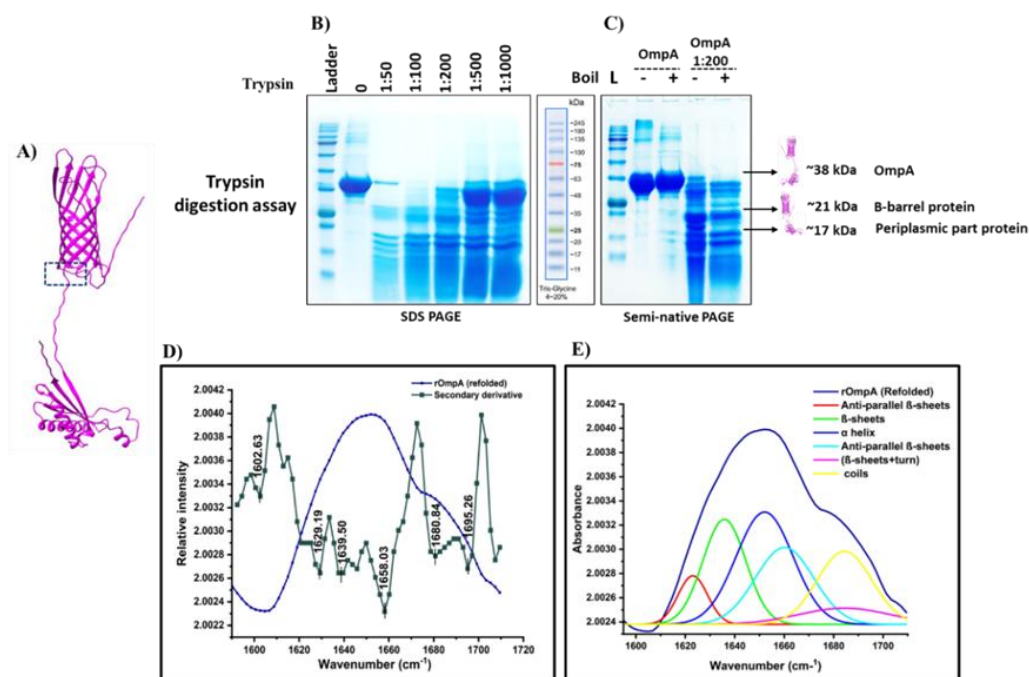 A)
B)
C)
Trypsin
Ladder
0
1:50
1:100
1:200
1:500
1:1000
OmpA
OmpA
1:200
Boil L - + - +
Trypsin
digestion assay
kDa
~245
~180
~135
~100
~75
~63
~48
~35
~25
~20
~17
~11
Tris-Glycine
4~20%
~38 kDa OmpA
~21 kDa B-barrel protein
~17 kDa Periplasmic part protein
SDS PAGE
Semi-native PAGE
D)
rOmpA (refolded)
Secondary derivative
Relative intensity
2.0042
2.0040
2.0038
2.0036
2.0034
2.0032
2.0030
2.0028
2.0026
2.0024
2.0022
1602.63
1629.19
1639.50
1658.03
1680.84
1695.26
1600 1620 1640 1660 1680 1700 1720
Wavenumber (cm-1)
E)
rOmpA (Refolded)
Anti-parallel ß-sheets
ß-sheets
α helix
Anti-parallel ß-sheets
(ß-sheets+turn)
coils
Absorbance
2.0042
2.0040
2.0038
2.0036
2.0034
2.0032
2.0030
2.0028
2.0026
2.0024
1600 1620 1640 1660 1680 1700
Wavenumber (cm-1)